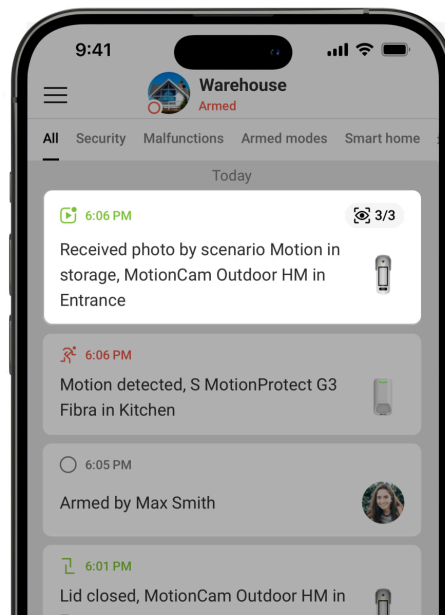 9:41
Warehouse
Armed
All Security Malfunctions Armed modes Smart home
Today
6:06 PM 3/3
Received photo by scenario Motion in
storage, MotionCam Outdoor HM in
Entrance
6:06 PM
Motion detected, S MotionProtect G3
Fibra in Kitchen
6:05 PM
Armed by Max Smith
6:01 PM
Lid closed, MotionCam Outdoor HM in